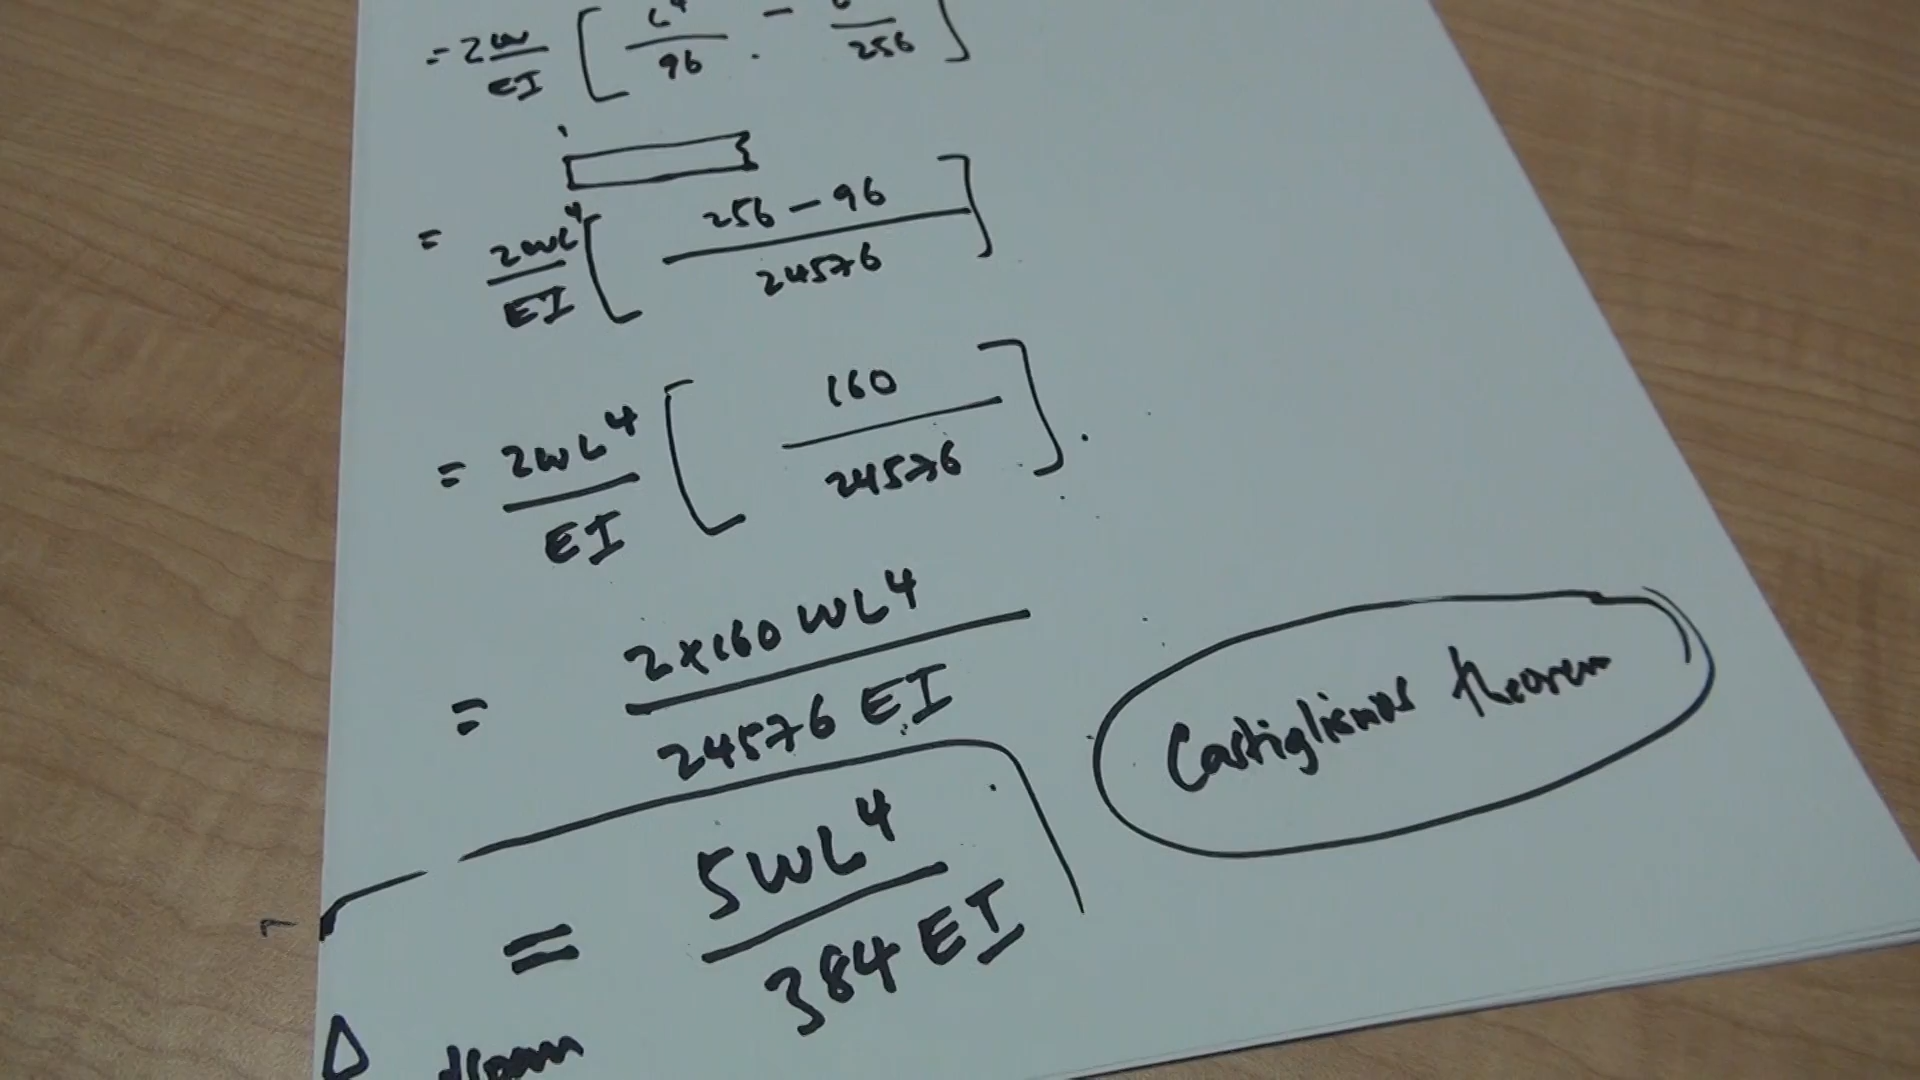 = 2w/EI [ L⁴/96 - /256 ]
= 2wL⁴/EI [ 256 - 96 / 24576 ]
= 2wL⁴/EI [ 160 / 24576 ].
= 2×160 WL⁴ / 24576 EI
Castiglianos theorem
= 5WL⁴ / 384 EI
Δ